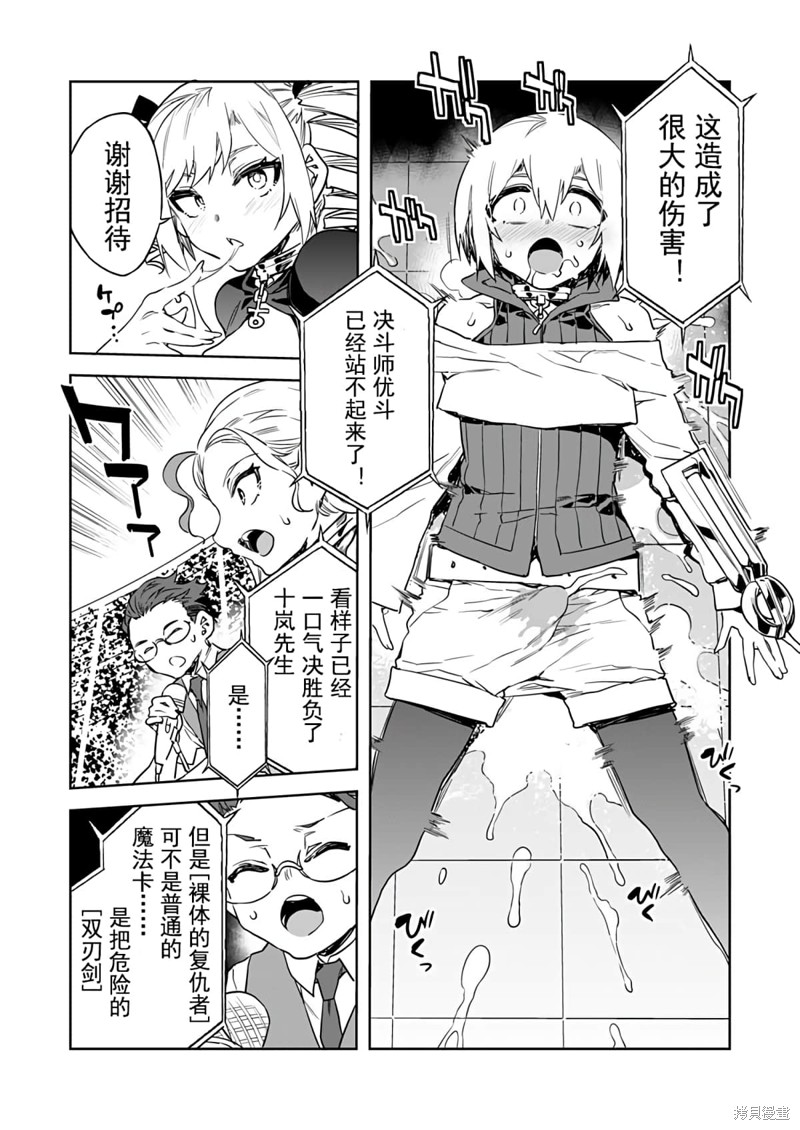 这造成了
很大的伤害！
决斗师优斗
已经站不起来了！
谢谢招待
看样子已经
一口气决胜负了
十岚先生
是……
但是[裸体的复仇者]
可不是普通的
魔法卡……
是把危险的
[双刃剑]
拷貝漫畫